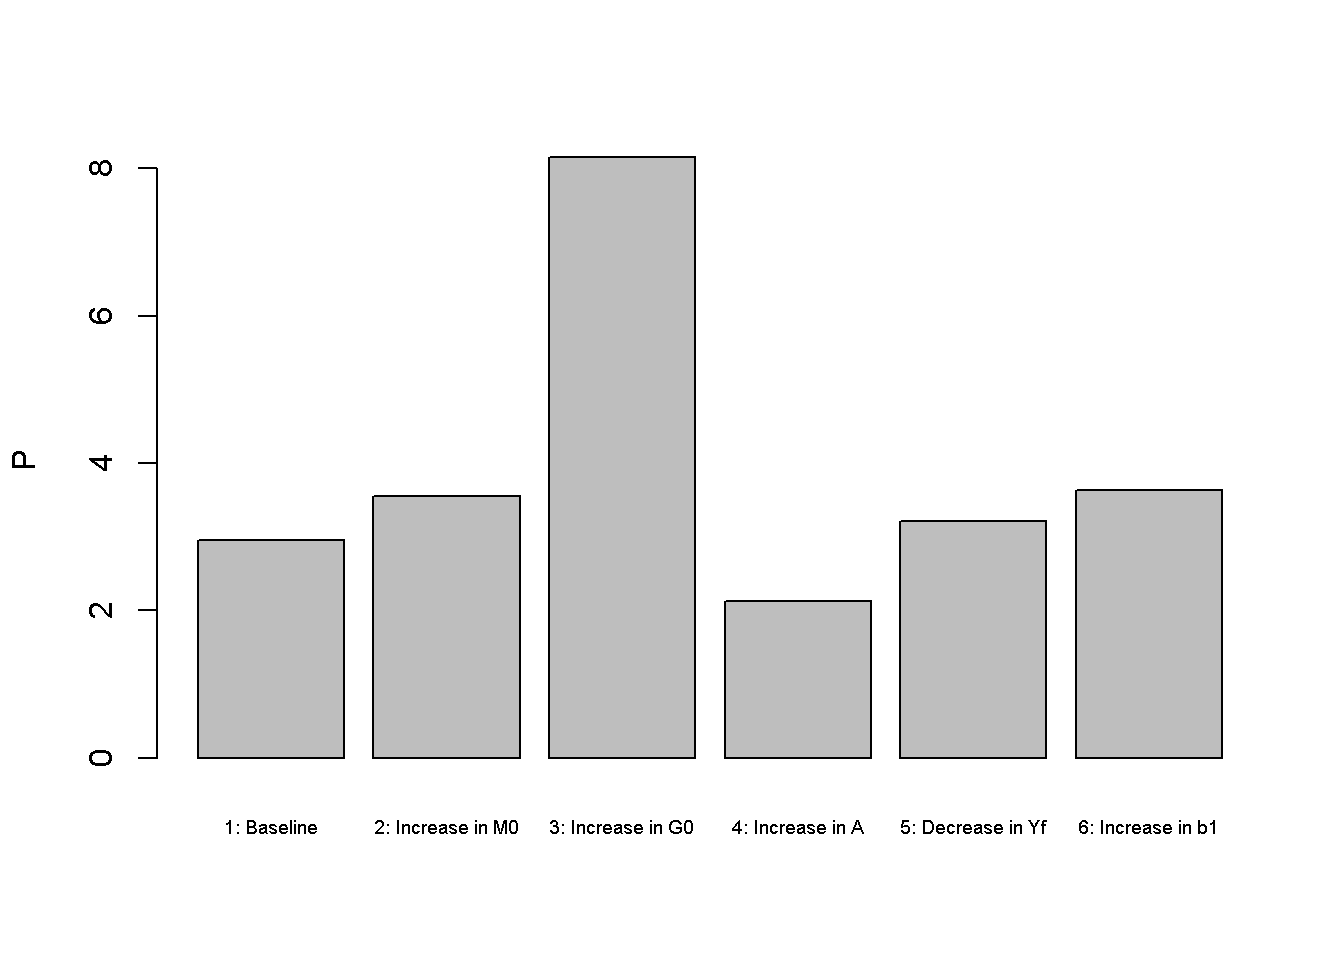 8
6
4
2
0
P
1: Baseline
2: Increase in M0
3: Increase in G0
4: Increase in A
5: Decrease in Yf
6: Increase in b1